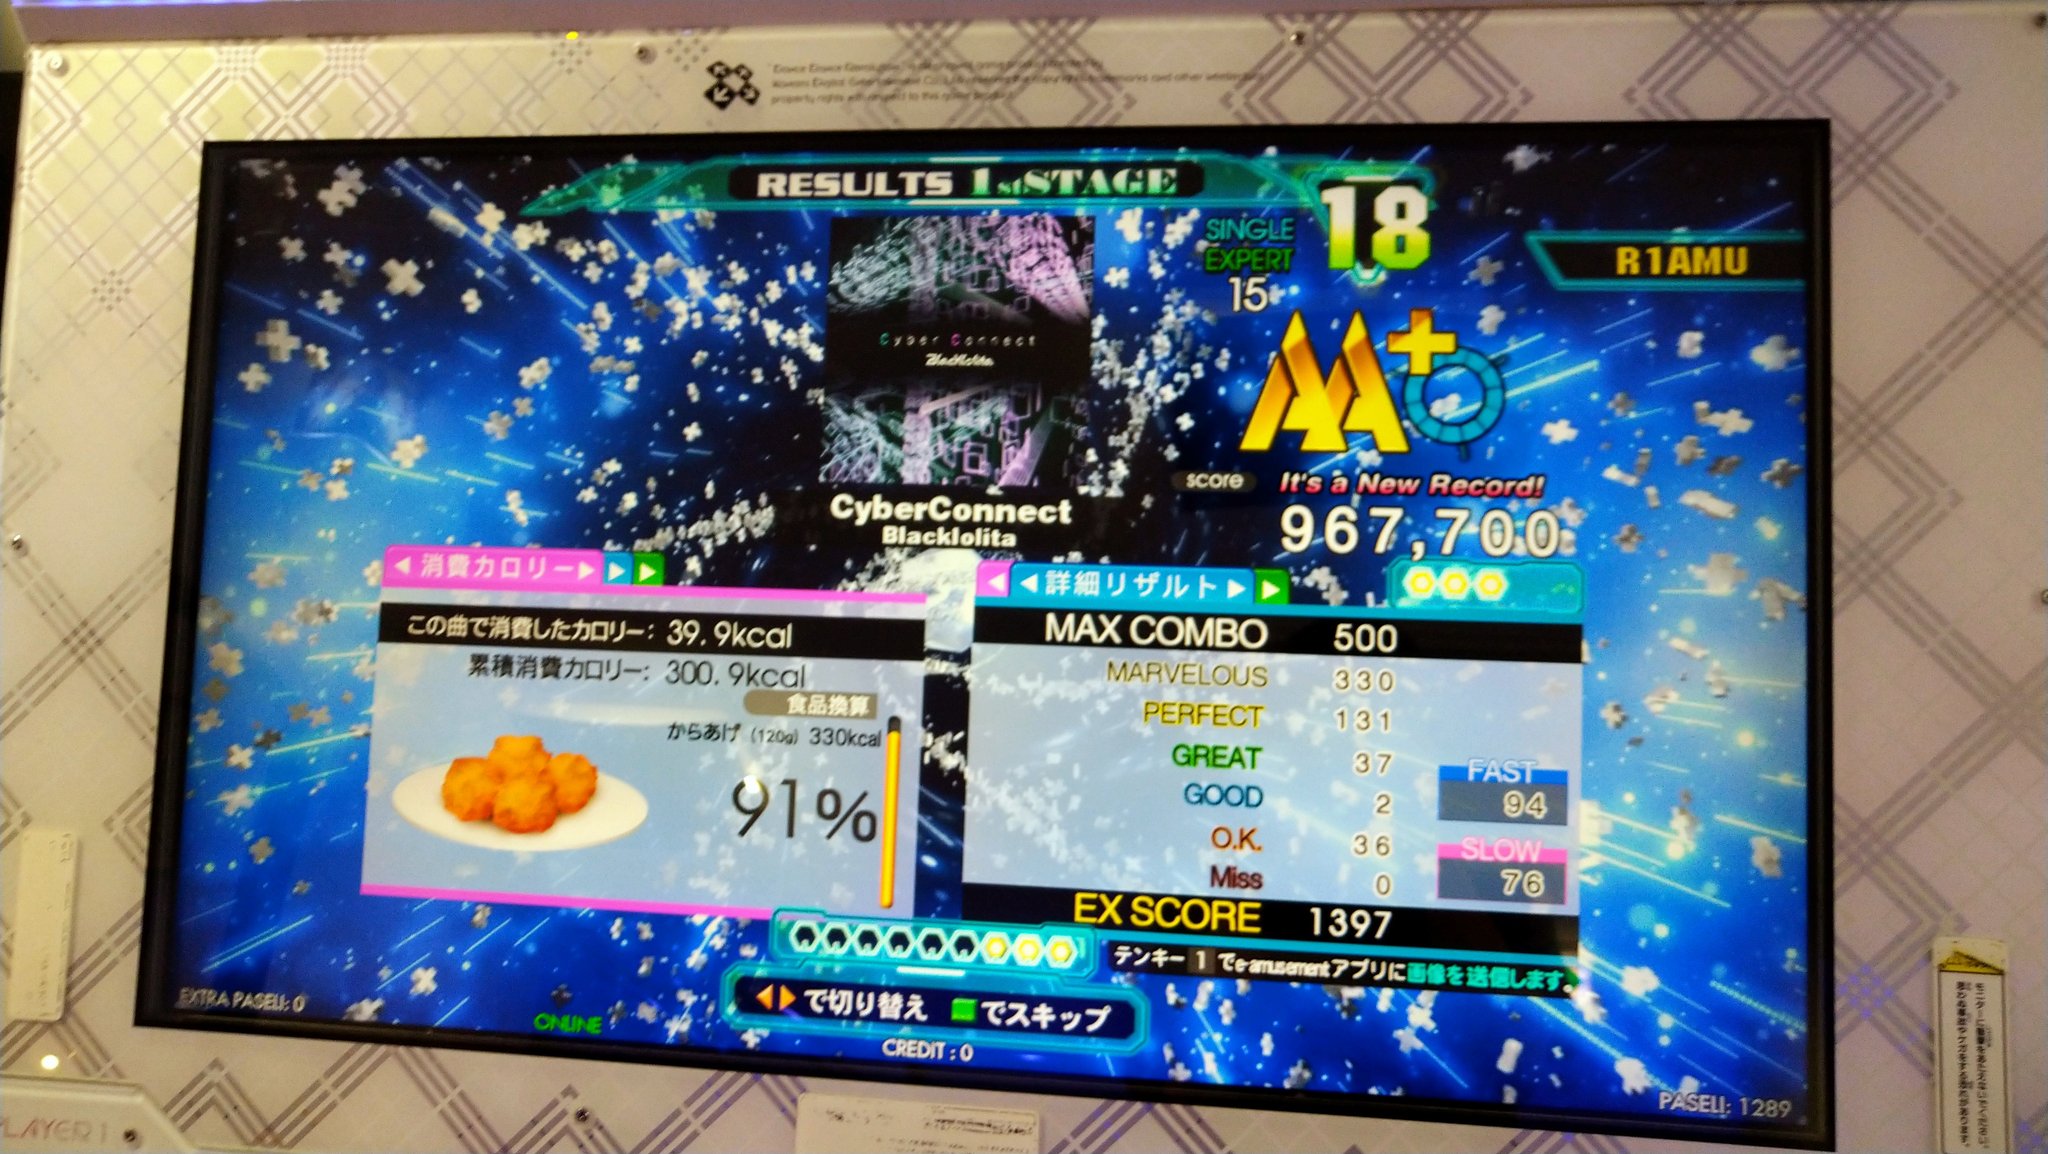 RESULTS 1stSTAGE
18
SINGLE
EXPERT
15
R1AMU
AA+
Cyber Connect
Blacklolita
CyberConnect
Blacklolita
score
It's a New Record!
967,700
消費カロリー
この曲で消費したカロリー: 39.9kcal
累積消費カロリー: 300.9kcal
食品換算
からあげ (120g) 330kcal
91%
詳細リザルト
MAX COMBO 500
MARVELOUS 330
PERFECT 131
GREAT 37
GOOD 2
O.K. 36
Miss 0
FAST
94
SLOW
76
EX SCORE 1397
テンキー 1 でe-amusementアプリに画像を送信します。
で切り替え でスキップ
EXTRA PASELI: 0
ONLINE
CREDIT : 0
PASELI: 1289
PLAYER 1